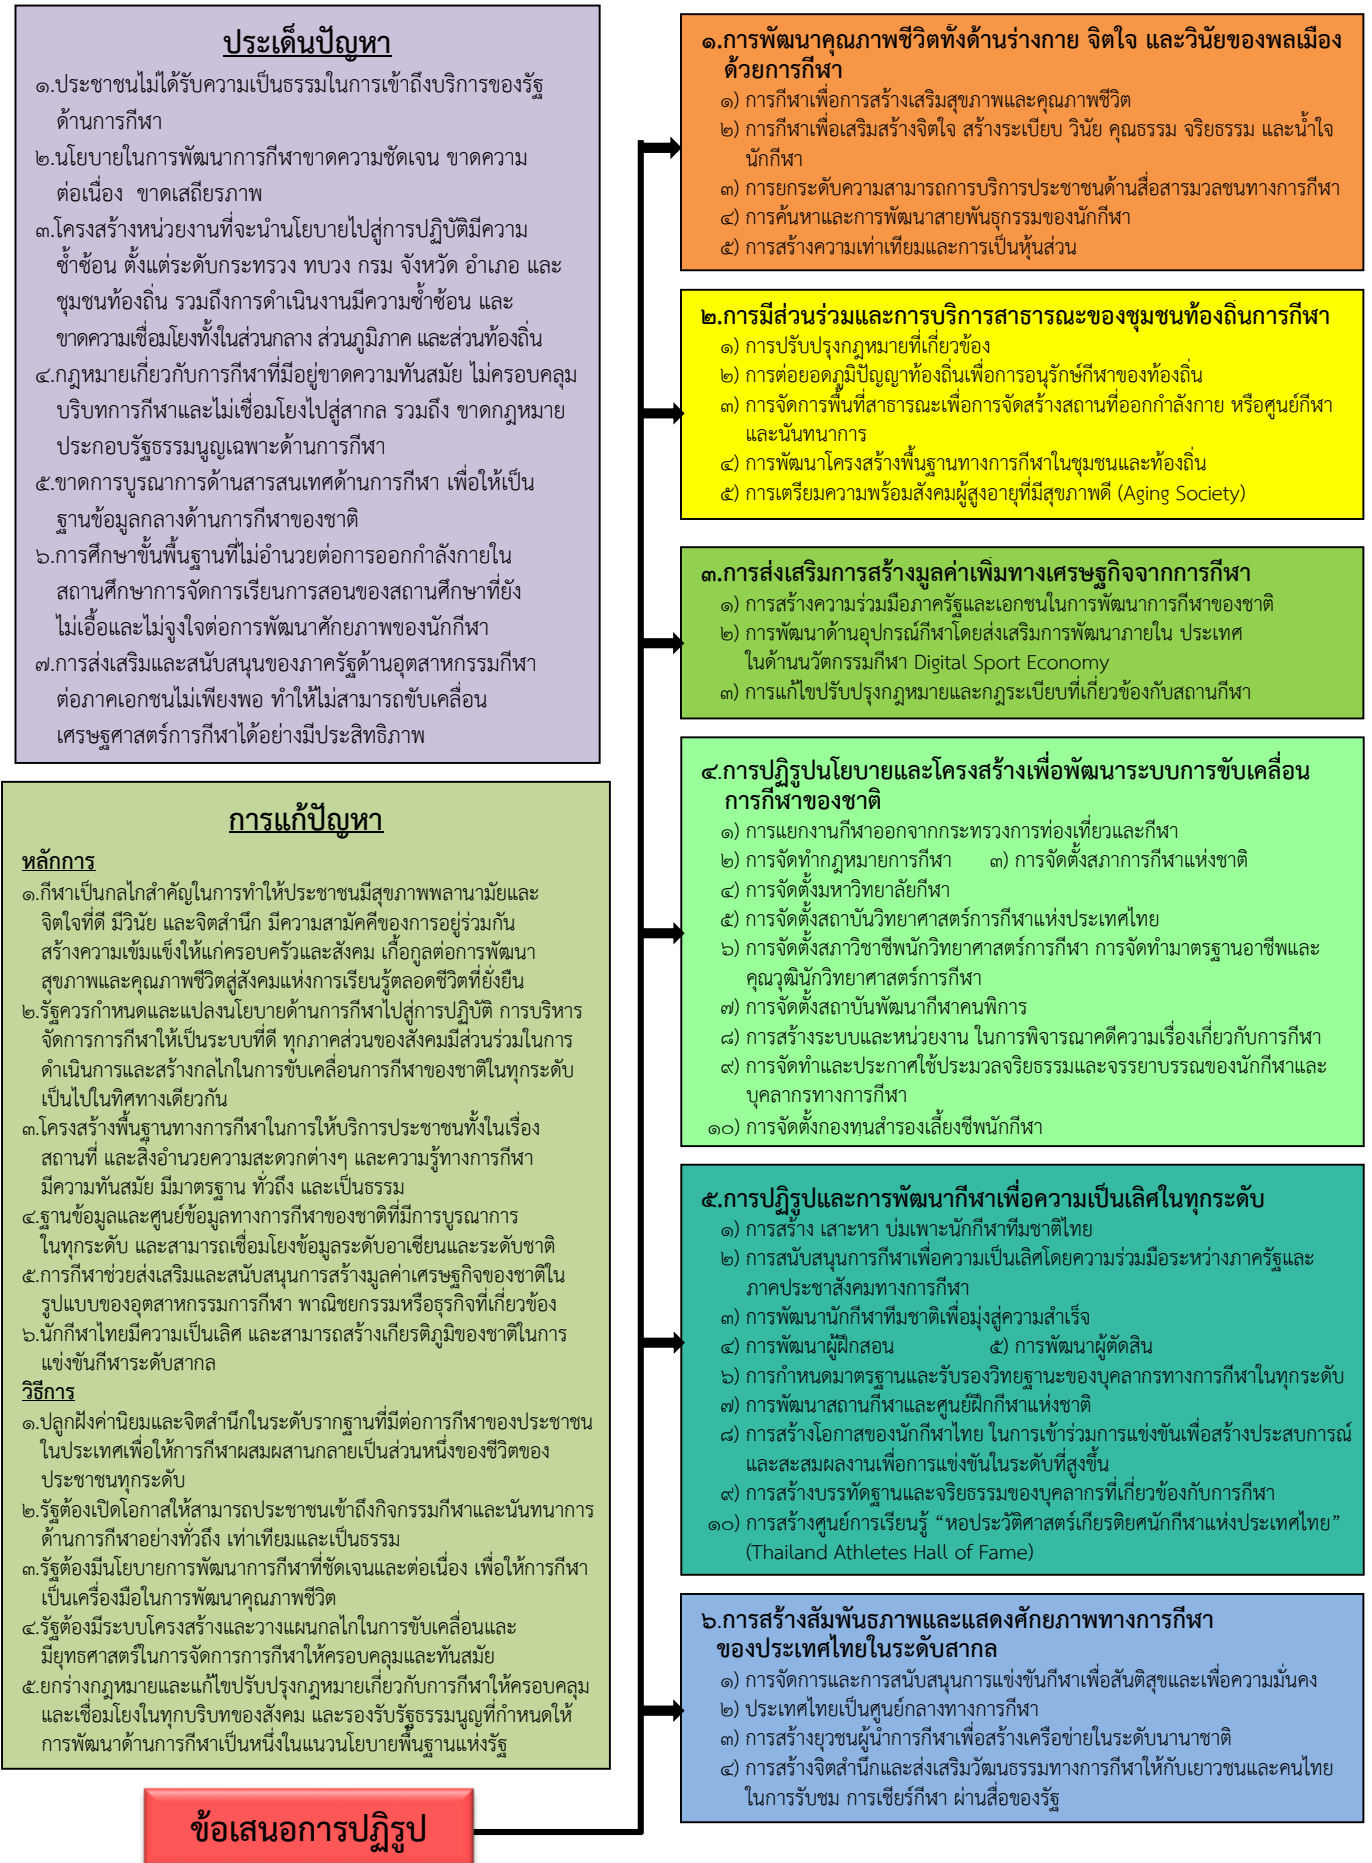 ประเด็นปัญหา
๑.ประชาชนไม่ได้รับความเป็นธรรมในการเข้าถึงบริการของรัฐ
ด้านการกีฬา
๒.นโยบายในการพัฒนาการกีฬาขาดความชัดเจน ขาดความ
ต่อเนื่อง ขาดเสถียรภาพ
๓.โครงสร้างหน่วยงานที่จะนำนโยบายไปสู่การปฏิบัติมีความ
ซ้ำซ้อน ตั้งแต่ระดับกระทรวง ทบวง กรม จังหวัด อำเภอ และ
ชุมชนท้องถิ่น รวมถึงการดำเนินงานมีความซ้ำซ้อน และ
ขาดความเชื่อมโยงทั้งในส่วนกลาง ส่วนภูมิภาค และส่วนท้องถิ่น
๔.กฎหมายเกี่ยวกับการกีฬาที่มีอยู่ขาดความทันสมัย ไม่ครอบคลุม
บริบทการกีฬาและไม่เชื่อมโยงไปสู่สากล รวมถึง ขาดกฎหมาย
ประกอบรัฐธรรมนูญเฉพาะด้านการกีฬา
๕.ขาดการบูรณาการด้านสารสนเทศด้านการกีฬา เพื่อให้เป็น
ฐานข้อมูลกลางด้านการกีฬาของชาติ
๖.การศึกษาขั้นพื้นฐานที่ไม่อำนวยต่อการออกกำลังกายใน
สถานศึกษาการจัดการเรียนการสอนของสถานศึกษาที่ยัง
ไม่เอื้อและไม่จูงใจต่อการพัฒนาศักยภาพของนักกีฬา
๗.การส่งเสริมและสนับสนุนของภาครัฐด้านอุตสาหกรรมกีฬา
ต่อภาคเอกชนไม่เพียงพอ ทำให้ไม่สามารถขับเคลื่อน
เศรษฐศาสตร์การกีฬาได้อย่างมีประสิทธิภาพ
การแก้ปัญหา
หลักการ
๑.กีฬาเป็นกลไกสำคัญในการทำให้ประชาชนมีสุขภาพพลานามัยและ
จิตใจที่ดี มีวินัย และจิตสำนึก มีความสามัคคีของการอยู่ร่วมกัน
สร้างความเข้มแข็งให้แก่ครอบครัวและสังคม เกื้อกูลต่อการพัฒนา
สุขภาพและคุณภาพชีวิตสู่สังคมแห่งการเรียนรู้ตลอดชีวิตที่ยั่งยืน
๒.รัฐควรกำหนดและแปลงนโยบายด้านการกีฬาไปสู่การปฏิบัติ การบริหาร
จัดการการกีฬาให้เป็นระบบที่ดี ทุกภาคส่วนของสังคมมีส่วนร่วมในการ
ดำเนินการและสร้างกลไกในการขับเคลื่อนการกีฬาของชาติในทุกระดับ
เป็นไปในทิศทางเดียวกัน
๓.โครงสร้างพื้นฐานทางการกีฬาในการให้บริการประชาชนทั้งในเรื่อง
สถานที่ และสิ่งอำนวยความสะดวกต่างๆ และความรู้ทางการกีฬา
มีความทันสมัย มีมาตรฐาน ทั่วถึง และเป็นธรรม
๔.ฐานข้อมูลและศูนย์ข้อมูลทางการกีฬาของชาติที่มีการบูรณาการ
ในทุกระดับ และสามารถเชื่อมโยงข้อมูลระดับอาเซียนและระดับชาติ
๕.การกีฬาช่วยส่งเสริมและสนับสนุนการสร้างมูลค่าเศรษฐกิจของชาติใน
รูปแบบของอุตสาหกรรมการกีฬา พาณิชยกรรมหรือธุรกิจที่เกี่ยวข้อง
๖.นักกีฬาไทยมีความเป็นเลิศ และสามารถสร้างเกียรติภูมิของชาติในการ
แข่งขันกีฬาระดับสากล
วิธีการ
๑.ปลูกฝังค่านิยมและจิตสำนึกในระดับรากฐานที่มีต่อการกีฬาของประชาชน
ในประเทศเพื่อให้การกีฬาผสมผสานกลายเป็นส่วนหนึ่งของชีวิตของ
ประชาชนทุกระดับ
๒.รัฐต้องเปิดโอกาสให้สามารถประชาชนเข้าถึงกิจกรรมกีฬาและนันทนาการ
ด้านการกีฬาอย่างทั่วถึง เท่าเทียมและเป็นธรรม
๓.รัฐต้องมีนโยบายการพัฒนาการกีฬาที่ชัดเจนและต่อเนื่อง เพื่อให้การกีฬา
เป็นเครื่องมือในการพัฒนาคุณภาพชีวิต
๔.รัฐต้องมีระบบโครงสร้างและวางแผนกลไกในการขับเคลื่อนและ
มียุทธศาสตร์ในการจัดการการกีฬาให้ครอบคลุมและทันสมัย
๕.ยกร่างกฎหมายและแก้ไขปรับปรุงกฎหมายเกี่ยวกับการกีฬาให้ครอบคลุม
และเชื่อมโยงในทุกบริบทของสังคม และรองรับรัฐธรรมนูญที่กำหนดให้
การพัฒนาด้านการกีฬาเป็นหนึ่งในแนวนโยบายพื้นฐานแห่งรัฐ
ข้อเสนอการปฏิรูป
๑.การพัฒนาคุณภาพชีวิตทั้งด้านร่างกาย จิตใจ และวินัยของพลเมือง
ด้วยการกีฬา
๑) การกีฬาเพื่อการสร้างเสริมสุขภาพและคุณภาพชีวิต
๒) การกีฬาเพื่อเสริมสร้างจิตใจ สร้างระเบียบ วินัย คุณธรรม จริยธรรม และน้ำใจ
นักกีฬา
๓) การยกระดับความสามารถการบริการประชาชนด้านสื่อสารมวลชนทางการกีฬา
๔) การค้นหาและการพัฒนาสายพันธุกรรมของนักกีฬา
๕) การสร้างความเท่าเทียมและการเป็นหุ้นส่วน
๒.การมีส่วนร่วมและการบริการสาธารณะของชุมชนท้องถิ่นการกีฬา
๑) การปรับปรุงกฎหมายที่เกี่ยวข้อง
๒) การต่อยอดภูมิปัญญาท้องถิ่นเพื่อการอนุรักษ์กีฬาของท้องถิ่น
๓) การจัดการพื้นที่สาธารณะเพื่อการจัดสร้างสถานที่ออกกำลังกาย หรือศูนย์กีฬา
และนันทนาการ
๔) การพัฒนาโครงสร้างพื้นฐานทางการกีฬาในชุมชนและท้องถิ่น
๕) การเตรียมความพร้อมสังคมผู้สูงอายุที่มีสุขภาพดี (Aging Society)
๓.การส่งเสริมการสร้างมูลค่าเพิ่มทางเศรษฐกิจจากการกีฬา
๑) การสร้างความร่วมมือภาครัฐและเอกชนในการพัฒนาการกีฬาของชาติ
๒) การพัฒนาด้านอุปกรณ์กีฬาโดยส่งเสริมการพัฒนาภายใน ประเทศ
ในด้านนวัตกรรมกีฬา Digital Sport Economy
๓) การแก้ไขปรับปรุงกฎหมายและกฎระเบียบที่เกี่ยวข้องกับสถานกีฬา
๔.การปฏิรูปนโยบายและโครงสร้างเพื่อพัฒนาระบบการขับเคลื่อน
การกีฬาของชาติ
๑) การแยกงานกีฬาออกจากกระทรวงการท่องเที่ยวและกีฬา
๒) การจัดทำกฎหมายการกีฬา ๓) การจัดตั้งสภาการกีฬาแห่งชาติ
๔) การจัดตั้งมหาวิทยาลัยกีฬา
๕) การจัดตั้งสถาบันวิทยาศาสตร์การกีฬาแห่งประเทศไทย
๖) การจัดตั้งสภาวิชาชีพนักวิทยาศาสตร์การกีฬา การจัดทำมาตรฐานอาชีพและ
คุณวุฒินักวิทยาศาสตร์การกีฬา
๗) การจัดตั้งสถาบันพัฒนากีฬาคนพิการ
๘) การสร้างระบบและหน่วยงาน ในการพิจารณาคดีความเรื่องเกี่ยวกับการกีฬา
๙) การจัดทำและประกาศใช้ประมวลจริยธรรมและจรรยาบรรณของนักกีฬาและ
บุคลากรทางการกีฬา
๑๐) การจัดตั้งกองทุนสำรองเลี้ยงชีพนักกีฬา
๕.การปฏิรูปและการพัฒนากีฬาเพื่อความเป็นเลิศในทุกระดับ
๑) การสร้าง เสาะหา บ่มเพาะนักกีฬาทีมชาติไทย
๒) การสนับสนุนการกีฬาเพื่อความเป็นเลิศโดยความร่วมมือระหว่างภาครัฐและ
ภาคประชาสังคมทางการกีฬา
๓) การพัฒนานักกีฬาทีมชาติเพื่อมุ่งสู่ความสำเร็จ
๔) การพัฒนาผู้ฝึกสอน ๕) การพัฒนาผู้ตัดสิน
๖) การกำหนดมาตรฐานและรับรองวิทยฐานะของบุคลากรทางการกีฬาในทุกระดับ
๗) การพัฒนาสถานกีฬาและศูนย์ฝึกกีฬาแห่งชาติ
๘) การสร้างโอกาสของนักกีฬาไทย ในการเข้าร่วมการแข่งขันเพื่อสร้างประสบการณ์
และสะสมผลงานเพื่อการแข่งขันในระดับที่สูงขึ้น
๙) การสร้างบรรทัดฐานและจริยธรรมของบุคลากรที่เกี่ยวข้องกับการกีฬา
๑๐) การสร้างศูนย์การเรียนรู้ “หอประวัติศาสตร์เกียรติยศนักกีฬาแห่งประเทศไทย”
(Thailand Athletes Hall of Fame)
๖.การสร้างสัมพันธภาพและแสดงศักยภาพทางการกีฬา
ของประเทศไทยในระดับสากล
๑) การจัดการและการสนับสนุนการแข่งขันกีฬาเพื่อสันติสุขและเพื่อความมั่นคง
๒) ประเทศไทยเป็นศูนย์กลางทางการกีฬา
๓) การสร้างยุวชนผู้นำการกีฬาเพื่อสร้างเครือข่ายในระดับนานาชาติ
๔) การสร้างจิตสำนึกและส่งเสริมวัฒนธรรมทางการกีฬาให้กับเยาวชนและคนไทย
ในการรับชม การเชียร์กีฬา ผ่านสื่อของรัฐ